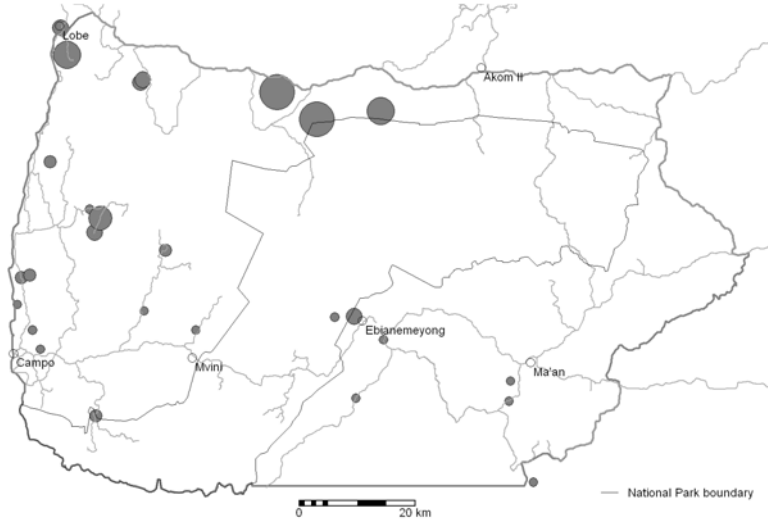 Lobe
Akom II
Ebianemeyong
Campo
Mvini
Ma'an
0
20 km
National Park boundary